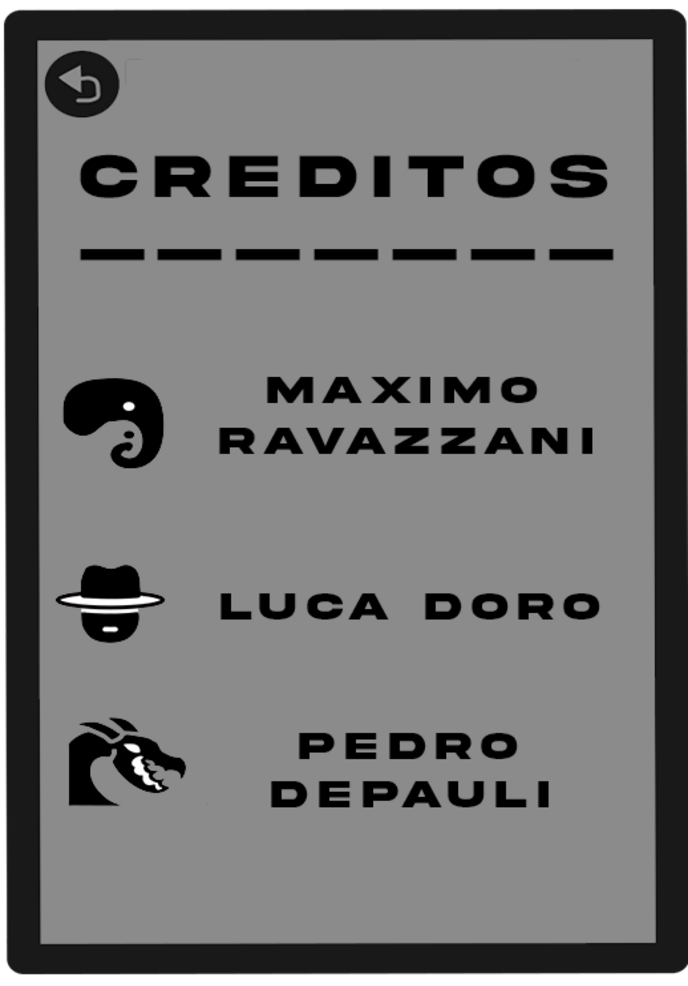 CREDITOS
MAXIMO
RAVAZZANI
LUCA DORO
PEDRO
DEPAULI